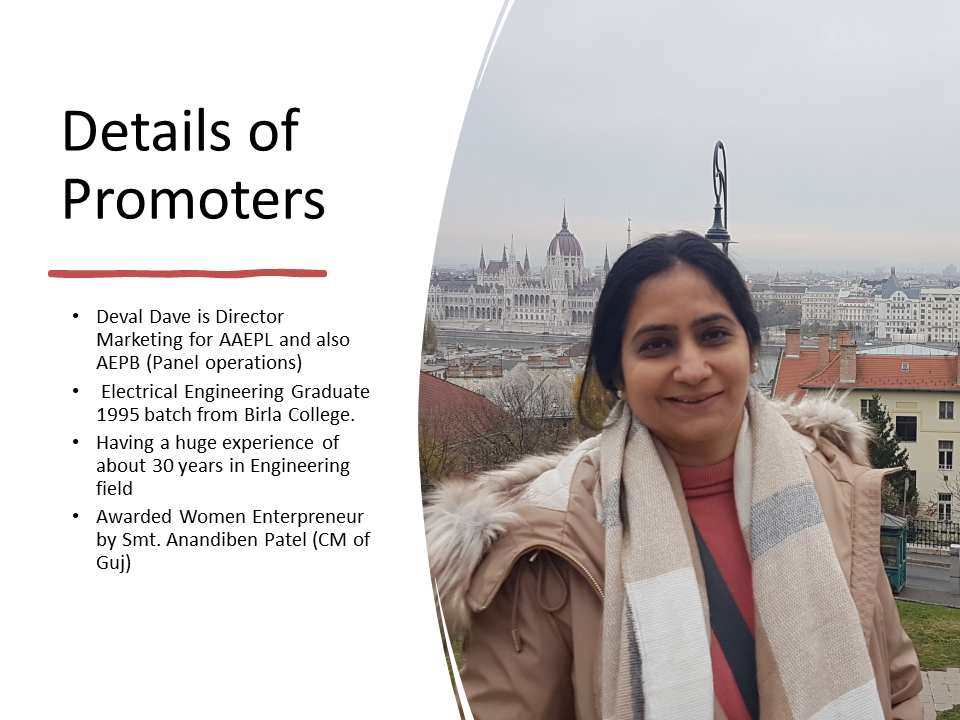 Details of
Promoters
• Deval Dave is Director
Marketing for AAEPL and also
AEPB (Panel operations)
• Electrical Engineering Graduate
1995 batch from Birla College.
• Having a huge experience of
about 30 years in Engineering
field
• Awarded Women Enterpreneur
by Smt. Anandiben Patel (CM of
Guj)